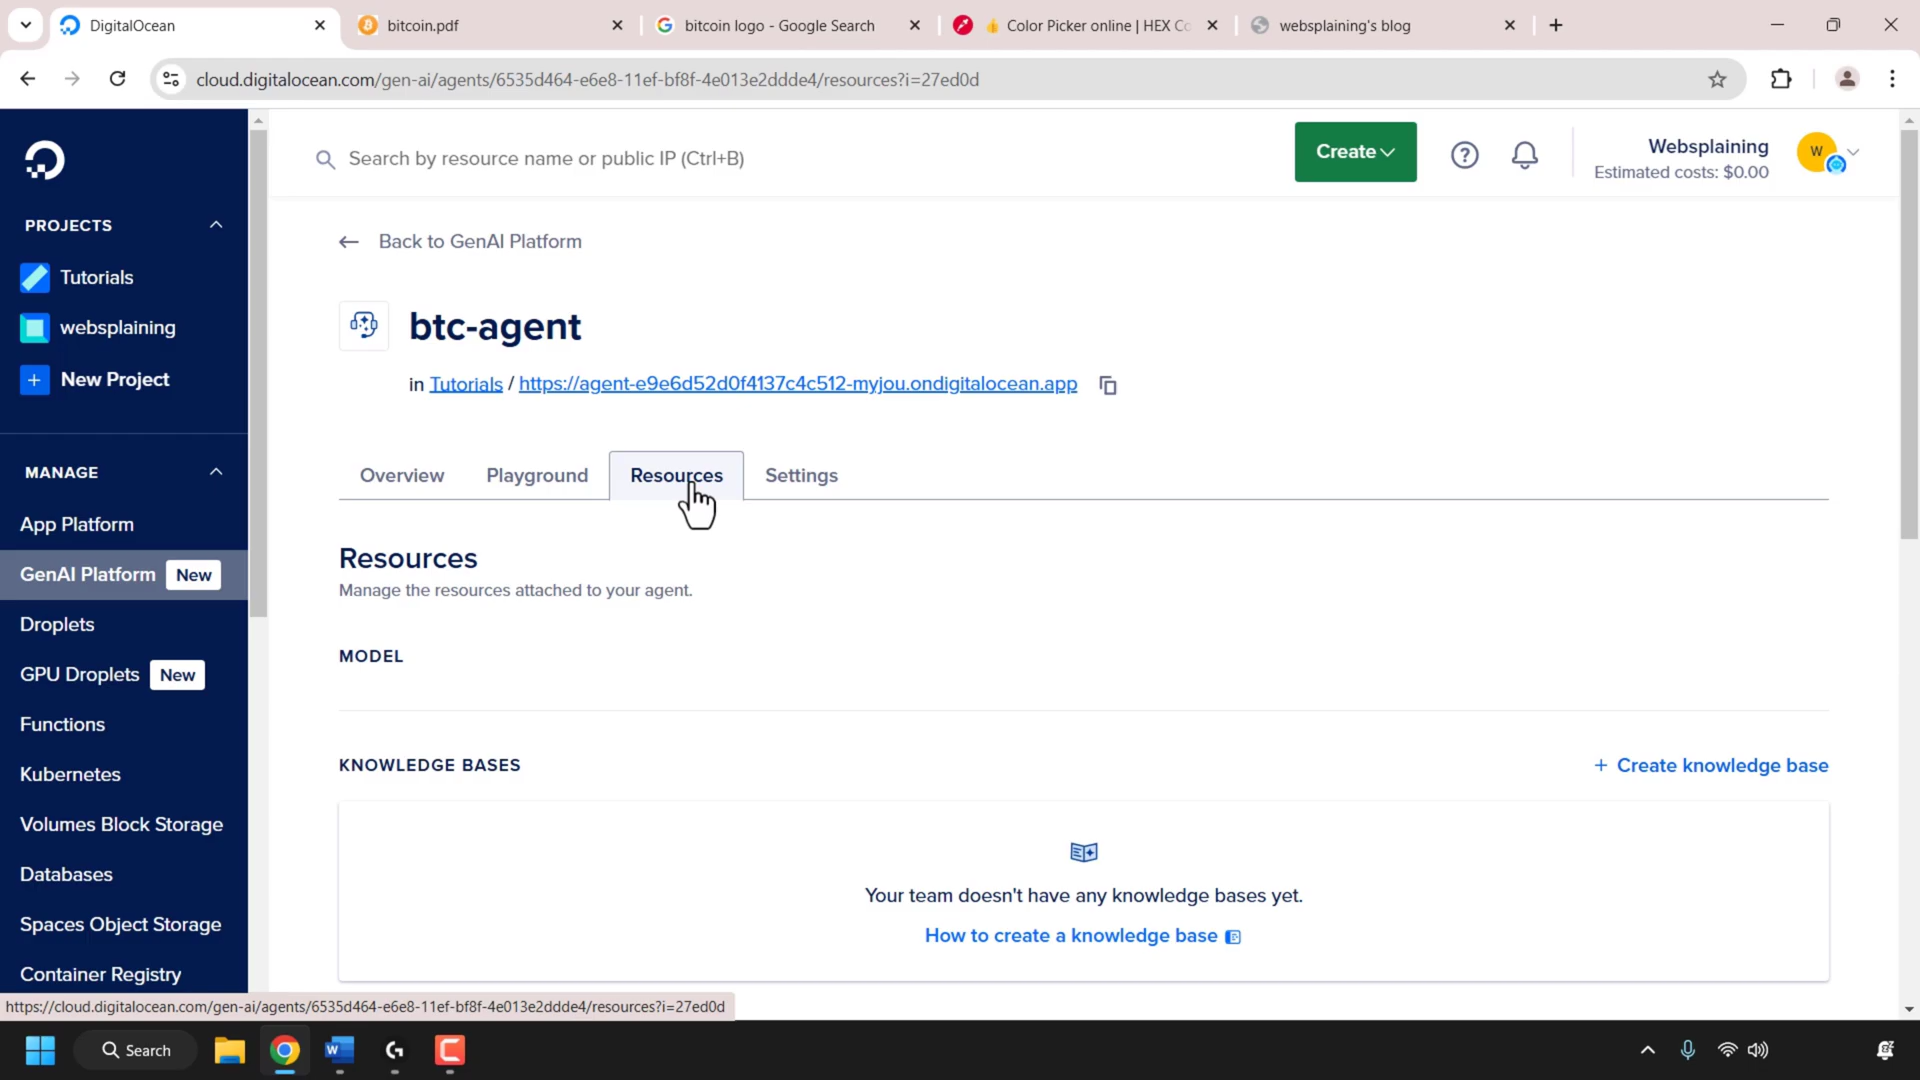 DigitalOcean
bitcoin.pdf
bitcoin logo - Google Search
Color Picker online | HEX Co
websplaining's blog
cloud.digitalocean.com/gen-ai/agents/6535d464-e6e8-11ef-bf8f-4e013e2ddde4/resources?i=27ed0d
Search by resource name or public IP (Ctrl+B)
Create
Websplaining
Estimated costs: $0.00
W
PROJECTS
Tutorials
websplaining
New Project
MANAGE
App Platform
GenAI Platform New
Droplets
GPU Droplets New
Functions
Kubernetes
Volumes Block Storage
Databases
Spaces Object Storage
Container Registry
Back to GenAI Platform
btc-agent
in Tutorials / https://agent-e9e6d52d0f4137c4c512-myjou.ondigitalocean.app
Overview Playground Resources Settings
Resources
Manage the resources attached to your agent.
MODEL
KNOWLEDGE BASES
+ Create knowledge base
Your team doesn't have any knowledge bases yet.
How to create a knowledge base
https://cloud.digitalocean.com/gen-ai/agents/6535d464-e6e8-11ef-bf8f-4e013e2ddde4/resources?i=27ed0d
Search